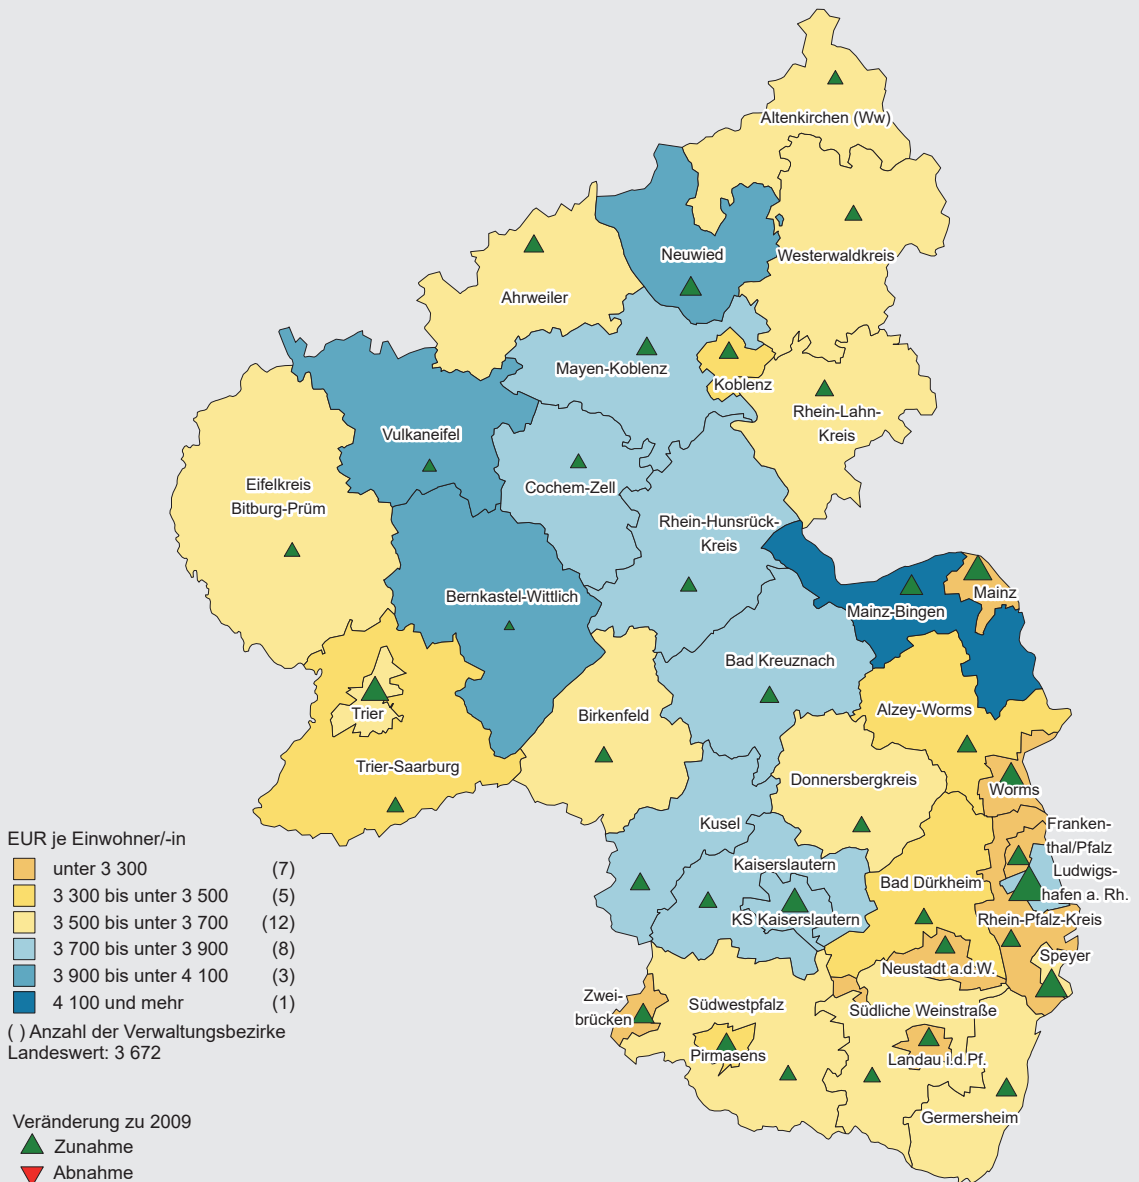 Altenkirchen (Ww)
Neuwied
Westerwaldkreis
Ahrweiler
Mayen-Koblenz
Koblenz
Rhein-Lahn-
Kreis
Vulkaneifel
Cochem-Zell
Eifelkreis
Bitburg-Prüm
Rhein-Hunsrück-
Kreis
Bernkastel-Wittlich
Mainz-Bingen
Mainz
Bad Kreuznach
Trier
Birkenfeld
Alzey-Worms
Trier-Saarburg
Donnersbergkreis
Worms
Kusel
Franken-
thal/Pfalz
Kaiserslautern
Ludwigs-
hafen a. Rh.
Bad Dürkheim
KS Kaiserslautern
Rhein-Pfalz-Kreis
Speyer
Neustadt a.d.W.
Zwei-
brücken
Südwestpfalz
Südliche Weinstraße
Pirmasens
Landau i.d.Pf.
Germersheim
EUR je Einwohner/-in
unter 3 300 (7)
3 300 bis unter 3 500 (5)
3 500 bis unter 3 700 (12)
3 700 bis unter 3 900 (8)
3 900 bis unter 4 100 (3)
4 100 und mehr (1)
( ) Anzahl der Verwaltungsbezirke
Landeswert: 3 672
Veränderung zu 2009
Zunahme
Abnahme